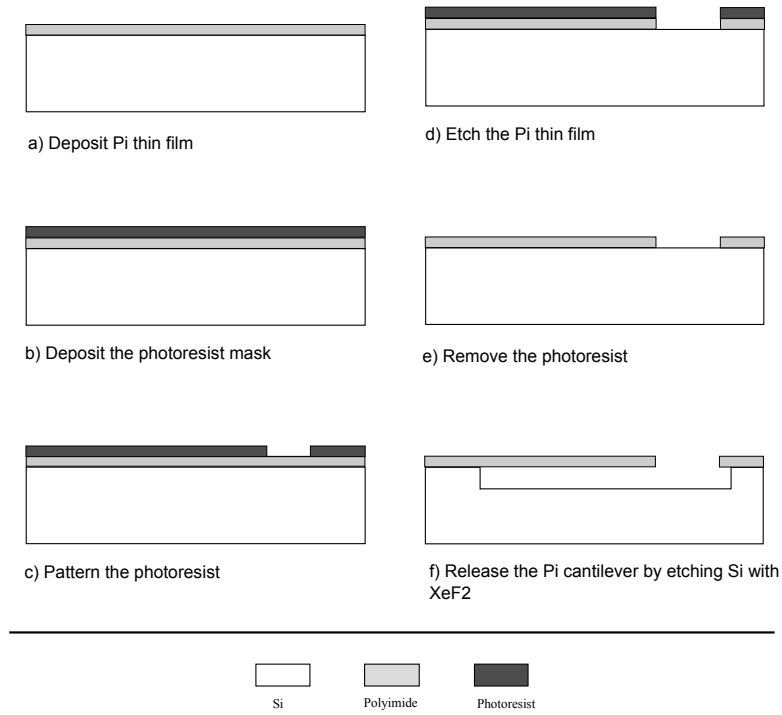 a) Deposit Pi thin film
b) Deposit the photoresist mask
c) Pattern the photoresist
d) Etch the Pi thin film
e) Remove the photoresist
f) Release the Pi cantilever by etching Si with
XeF2
Si
Polyimide
Photoresist